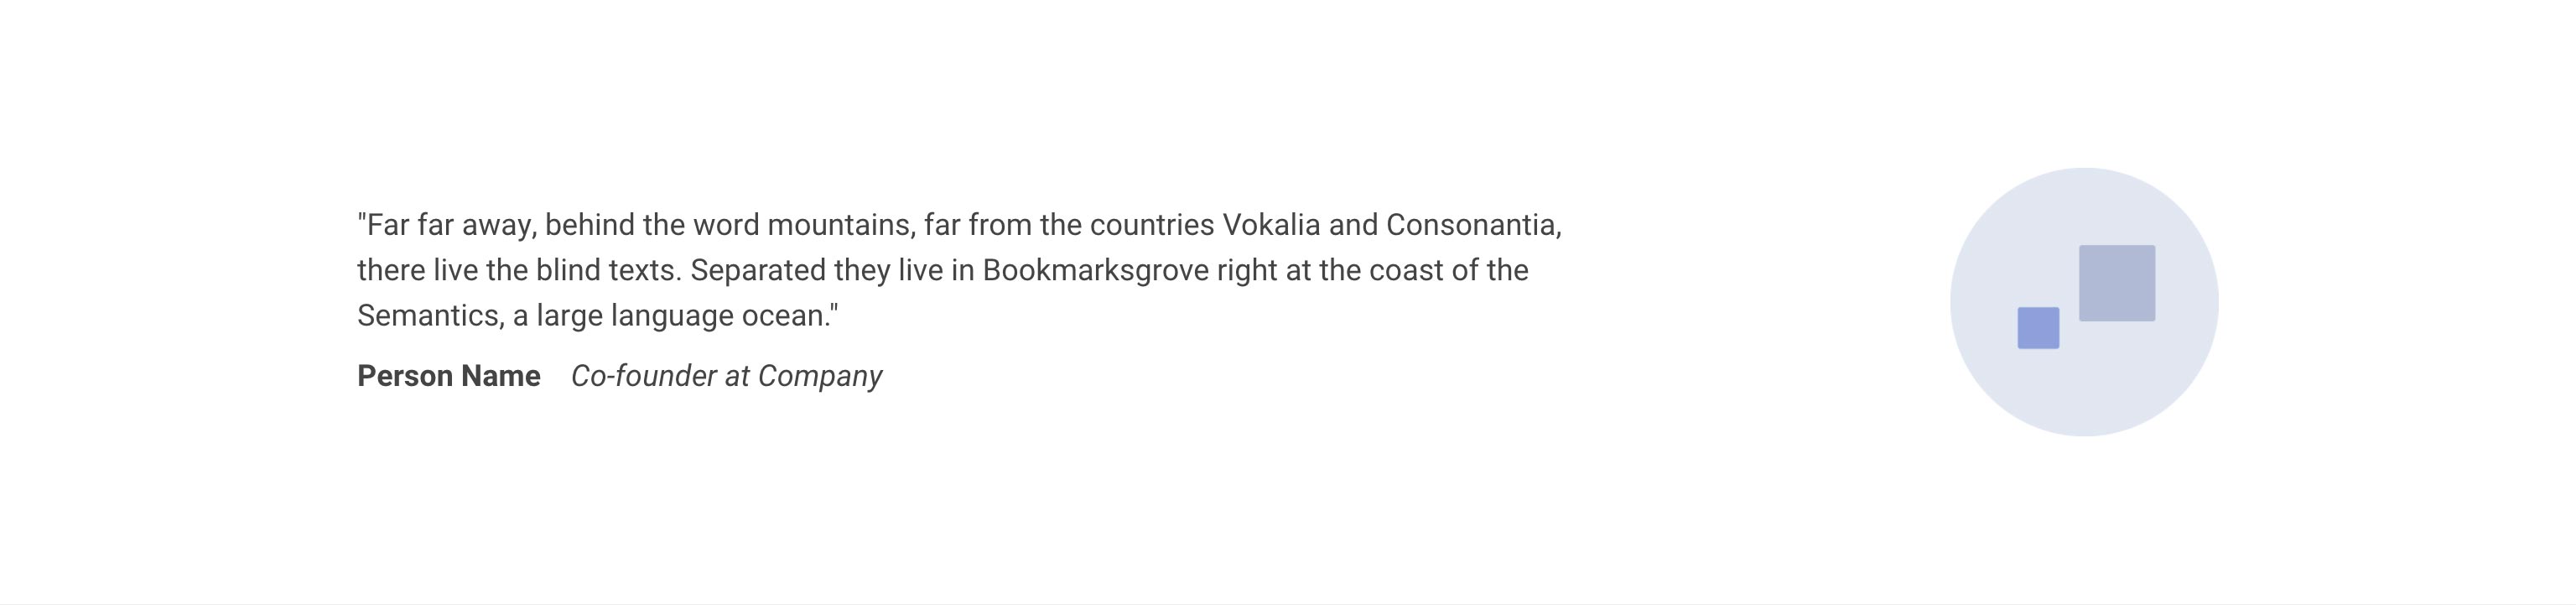 "Far far away, behind the word mountains, far from the countries Vokalia and Consonantia,
there live the blind texts. Separated they live in Bookmarksgrove right at the coast of the
Semantics, a large language ocean."
Person Name Co-founder at Company